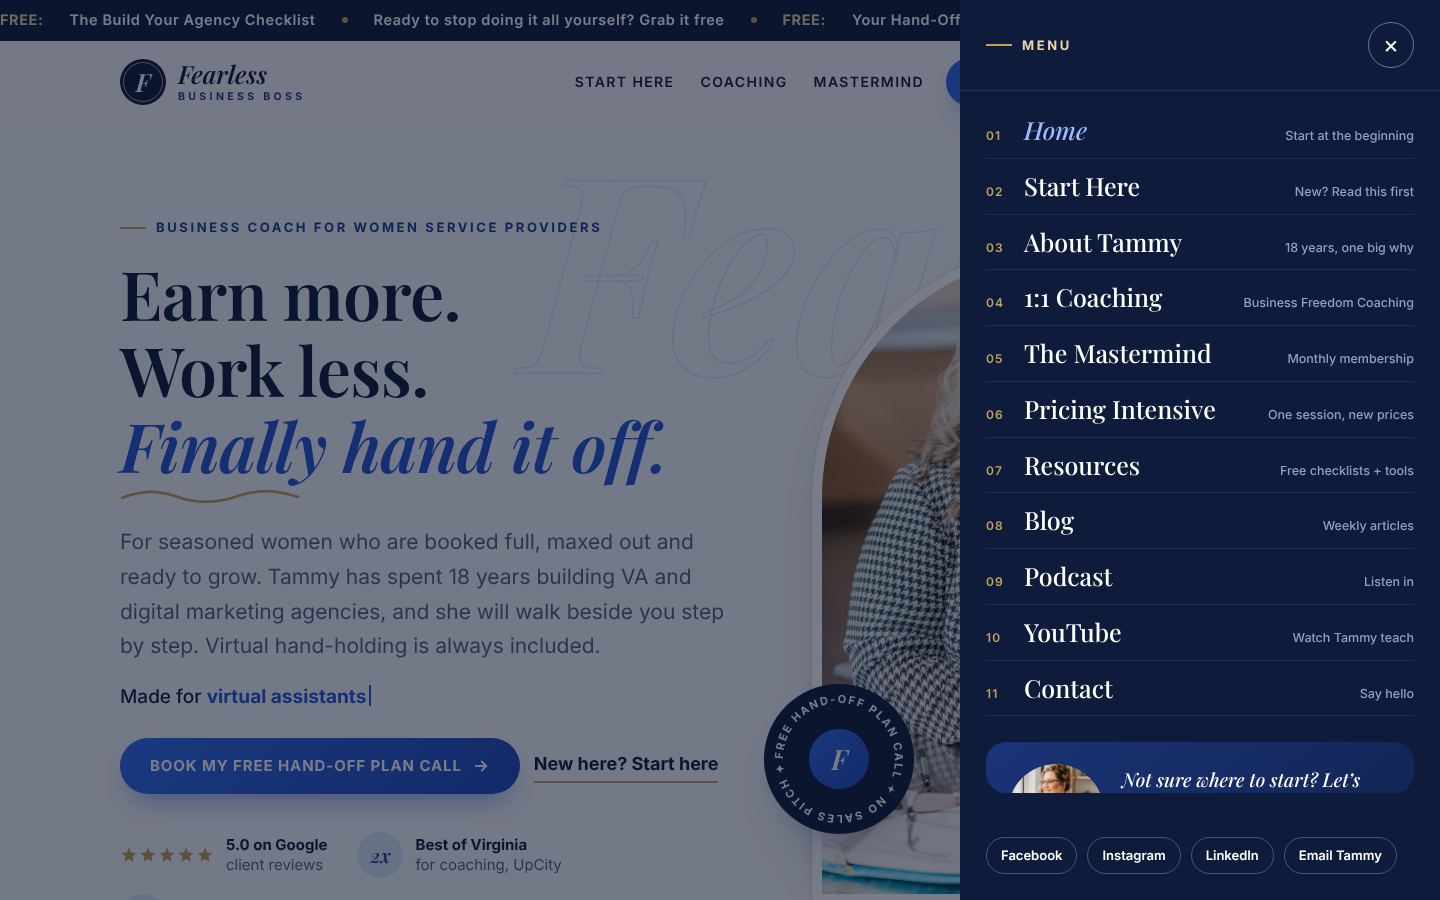 FREE: The Build Your Agency Checklist • Ready to stop doing it all yourself? Grab it free • FREE: Your Hand-Off
F Fearless
BUSINESS BOSS
START HERE COACHING MASTERMIND
BUSINESS COACH FOR WOMEN SERVICE PROVIDERS
Fea
Earn more.
Work less.
Finally hand it off.
For seasoned women who are booked full, maxed out and
ready to grow. Tammy has spent 18 years building VA and
digital marketing agencies, and she will walk beside you step
by step. Virtual hand-holding is always included.
Made for virtual assistants
BOOK MY FREE HAND-OFF PLAN CALL →
New here? Start here
FREE HAND-OFF PLAN CALL ✦ NO SALES PITCH ✦
F
5.0 on Google
client reviews
2x
Best of Virginia
for coaching, UpCity
MENU
01 Home Start at the beginning
02 Start Here New? Read this first
03 About Tammy 18 years, one big why
04 1:1 Coaching Business Freedom Coaching
05 The Mastermind Monthly membership
06 Pricing Intensive One session, new prices
07 Resources Free checklists + tools
08 Blog Weekly articles
09 Podcast Listen in
10 YouTube Watch Tammy teach
11 Contact Say hello
Not sure where to start? Let's
Facebook Instagram LinkedIn Email Tammy